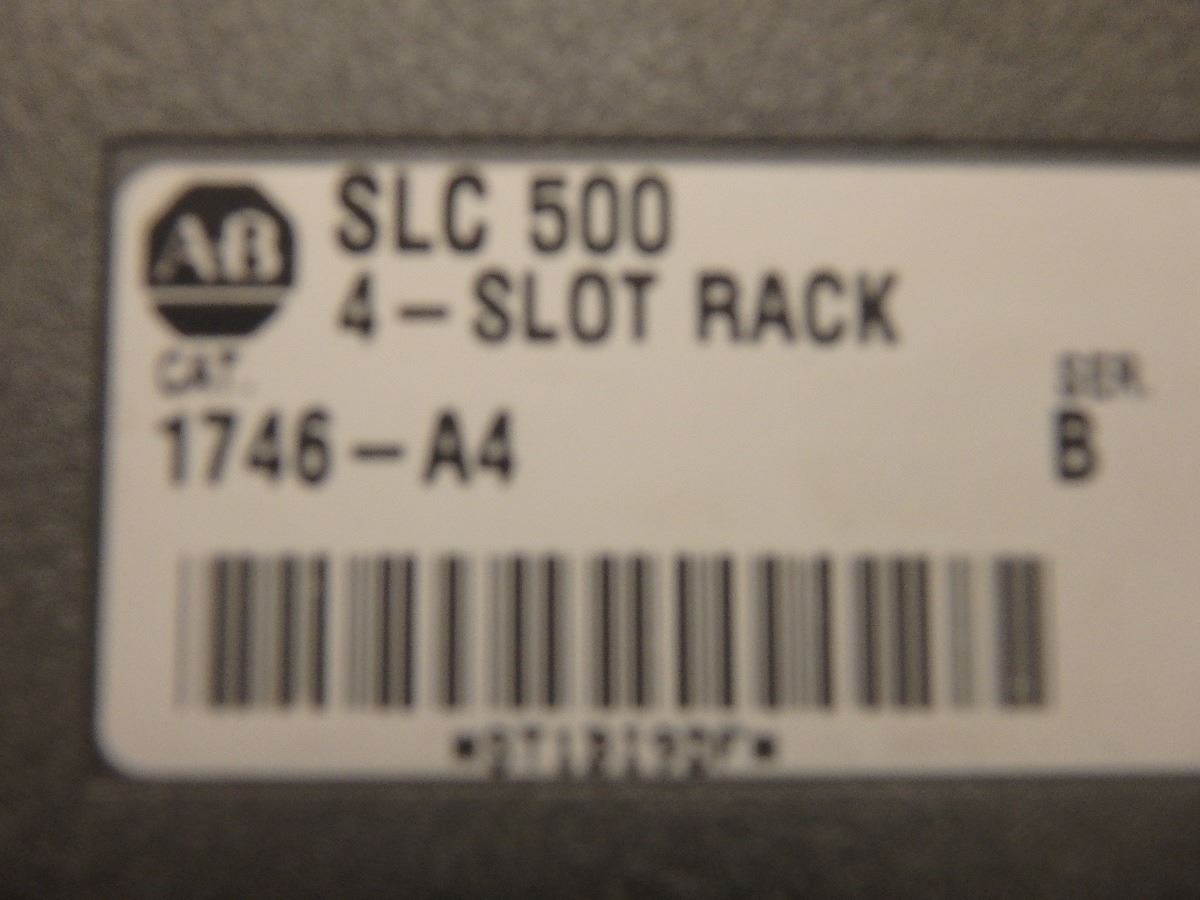 AB
SLC 500
4-SLOT RACK
CAT.
SER.
1746-A4
B